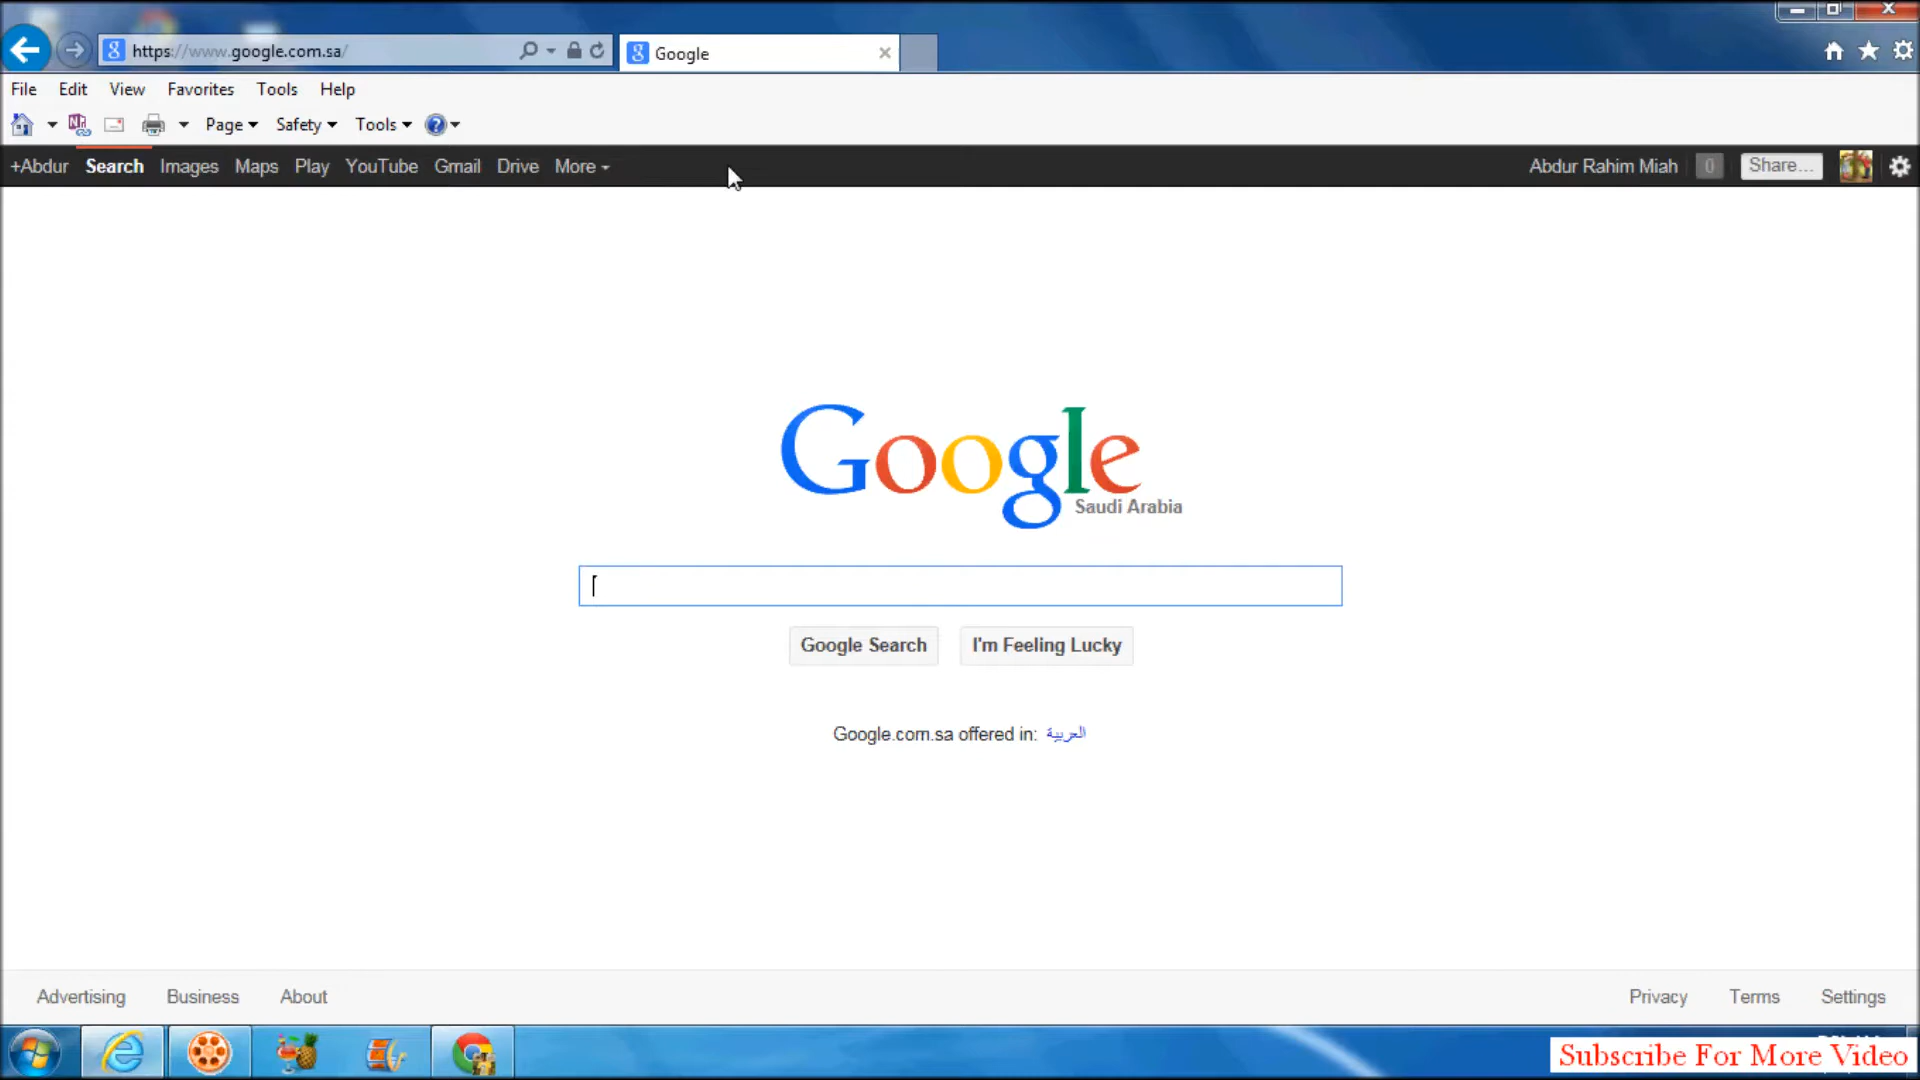 https://www.google.com.sa/
Google
File Edit View Favorites Tools Help
Page Safety Tools
+Abdur Search Images Maps Play YouTube Gmail Drive More
Abdur Rahim Miah 0 Share...
Google
Saudi Arabia
Google Search I'm Feeling Lucky
Google.com.sa offered in: العربية
Advertising Business About
Privacy Terms Settings
Subscribe For More Video